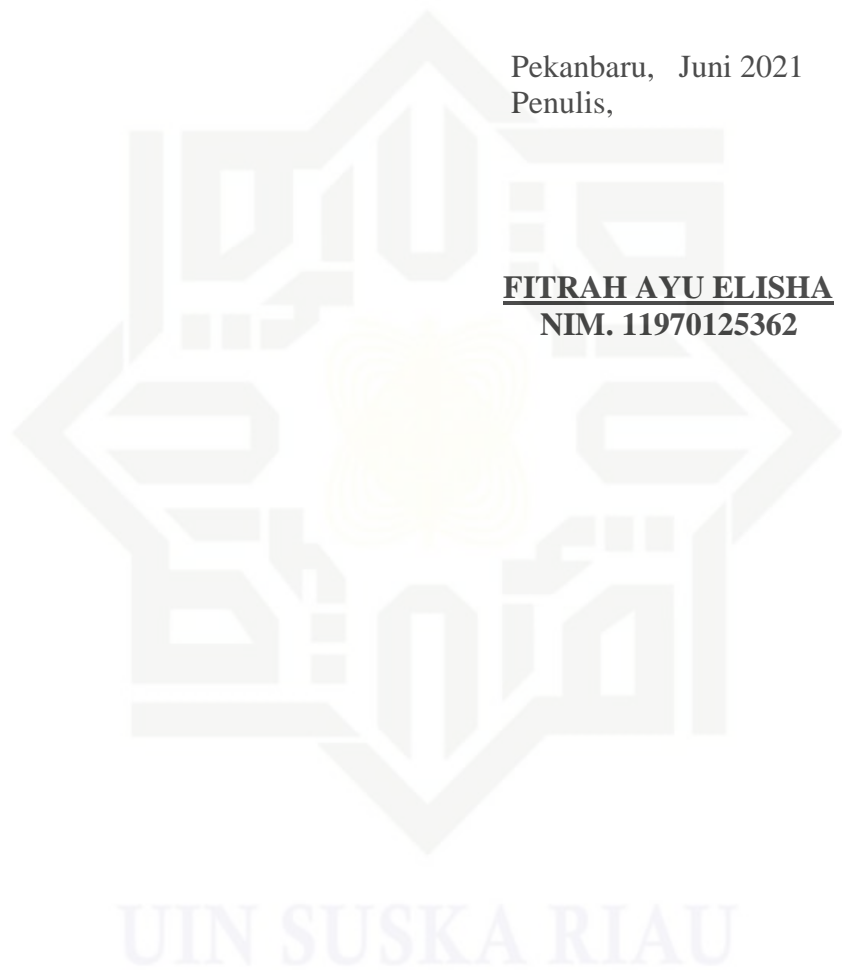 Pekanbaru,   Juni 2021
Penulis,
FITRAH AYU ELISHA
NIM. 11970125362
UIN SUSKA RIAU